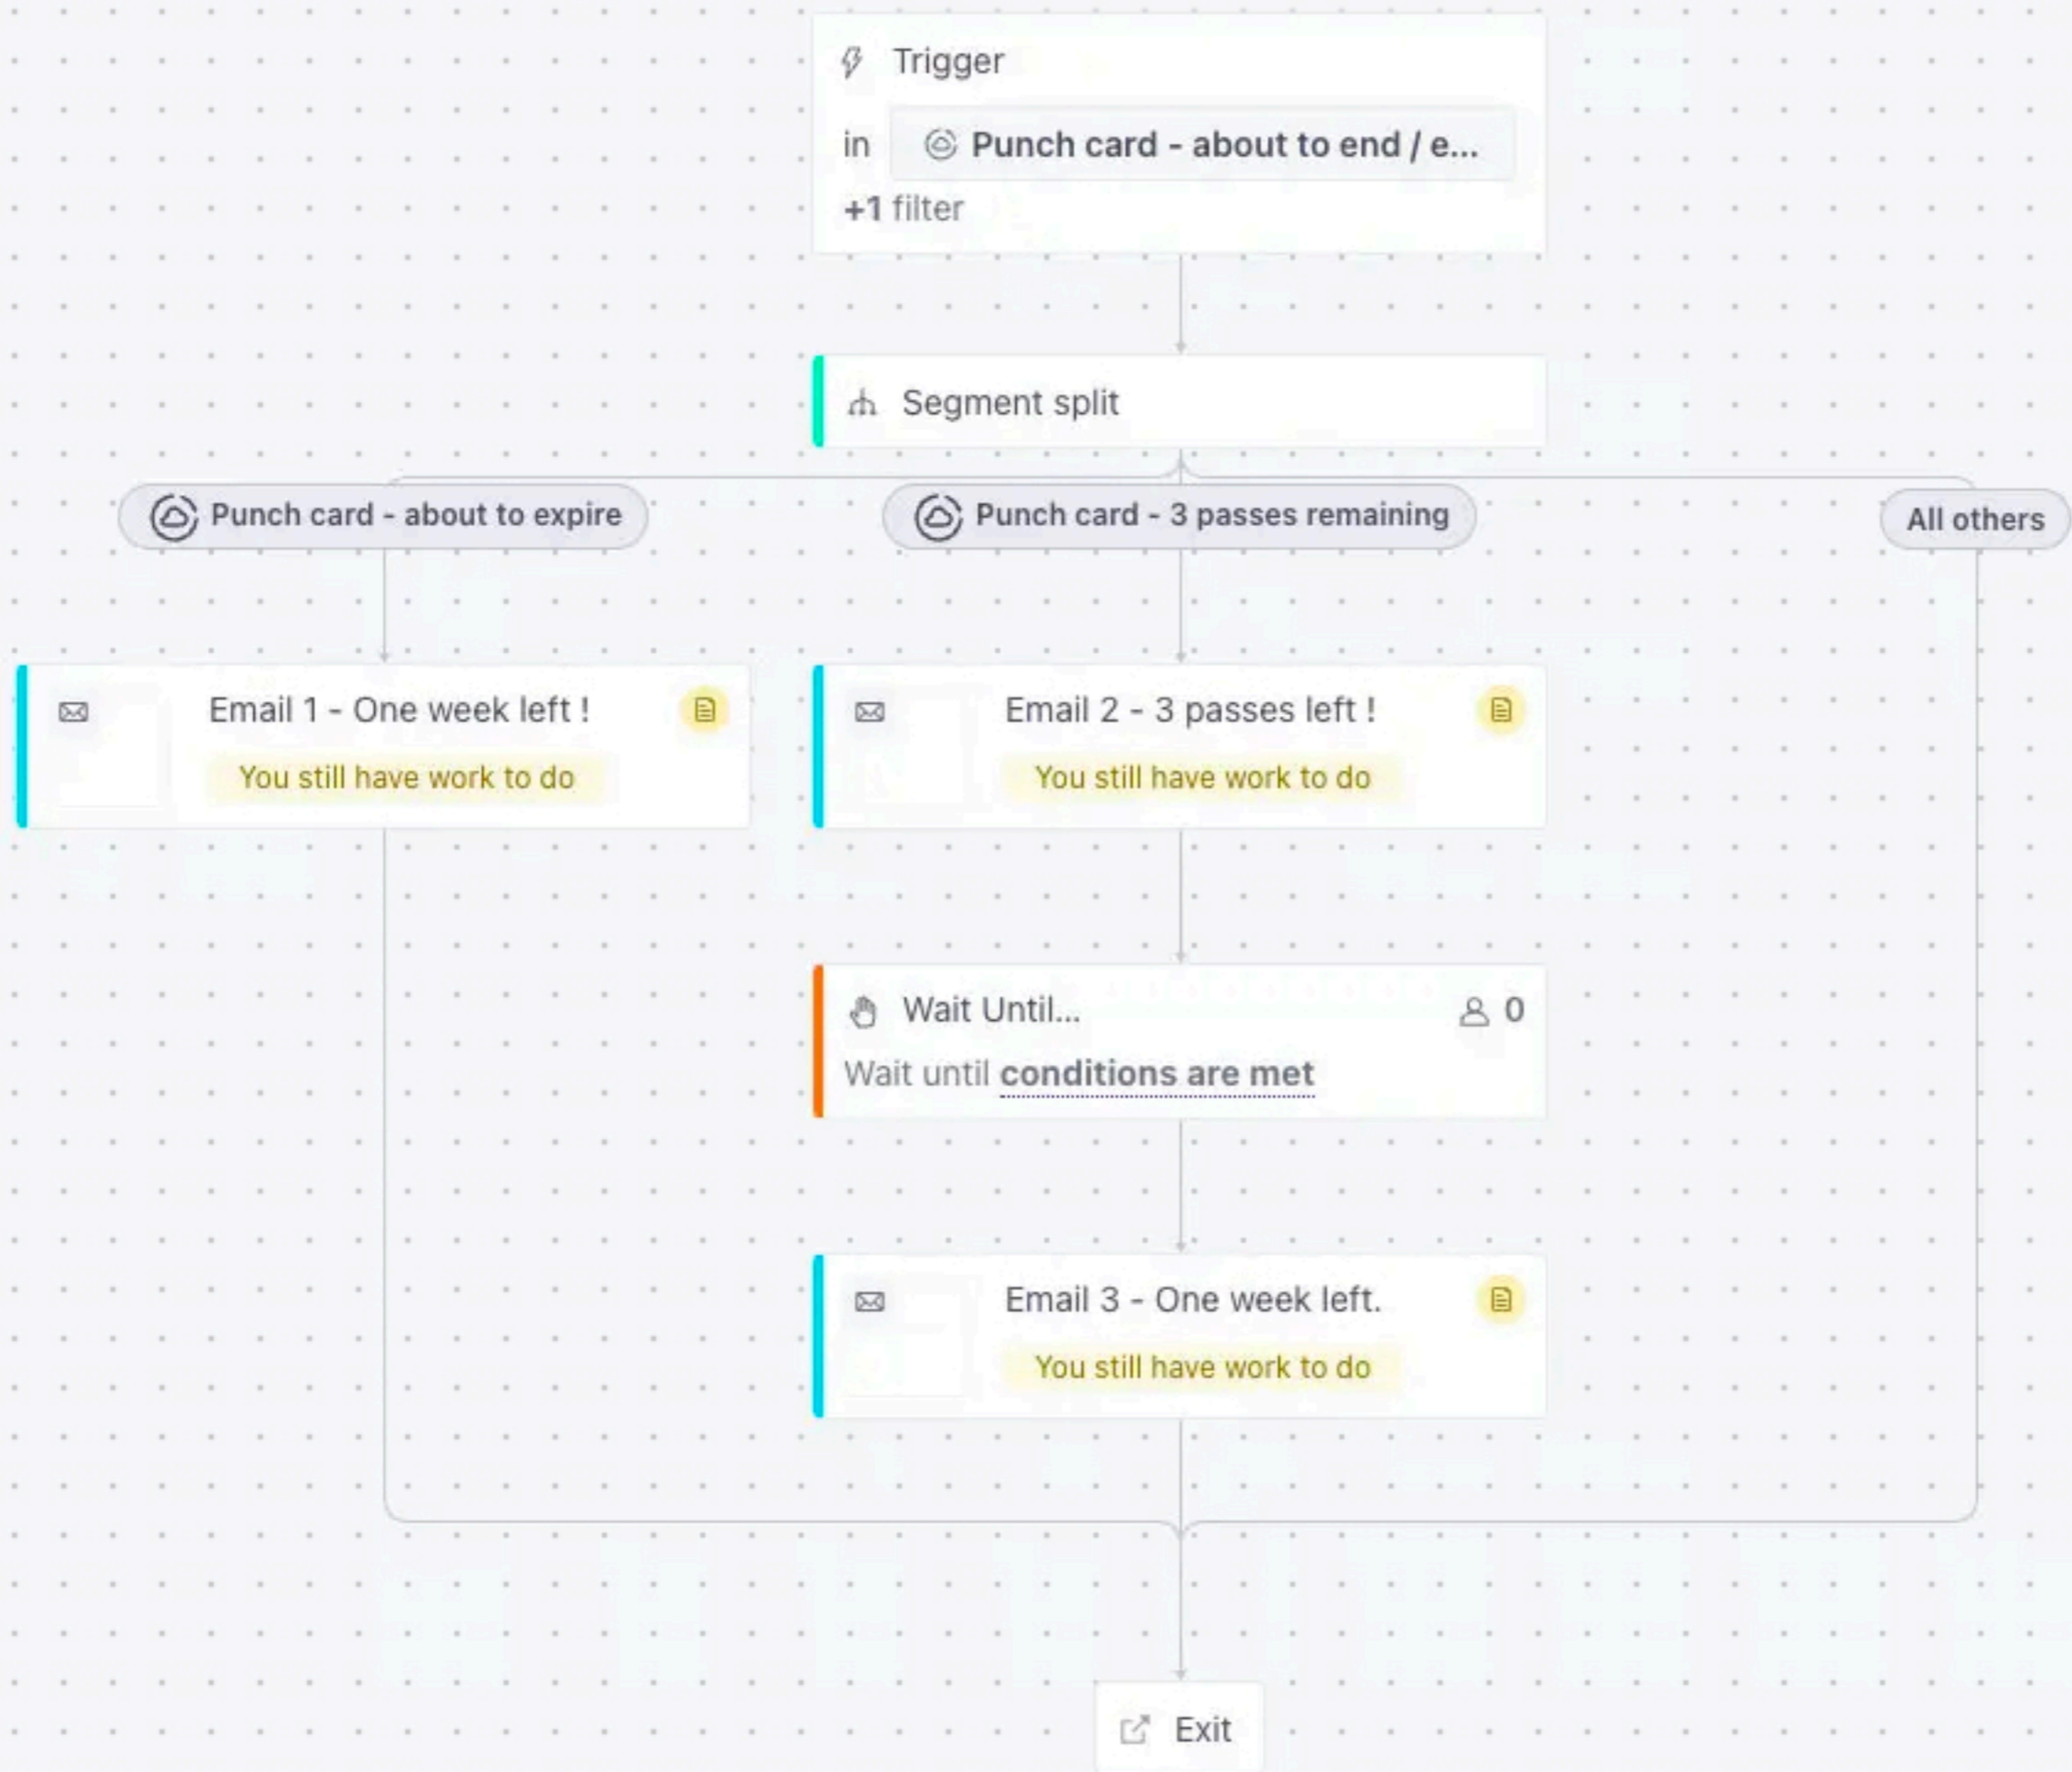 Trigger
in Punch card - about to end / e...
+1 filter
Segment split
Punch card - about to expire
Punch card - 3 passes remaining
All others
Email 1 - One week left !
You still have work to do
Email 2 - 3 passes left !
You still have work to do
Wait Until...
0
Wait until conditions are met
Email 3 - One week left.
You still have work to do
Exit